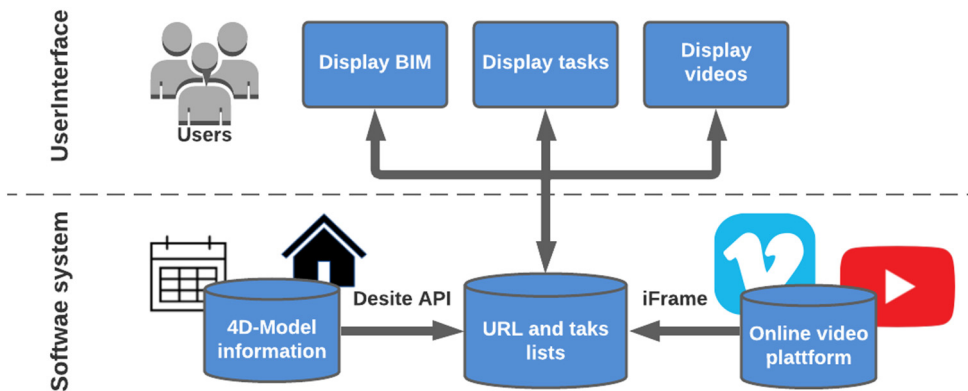 UserInterface
Users
Display BIM
Display tasks
Display
videos
Softwae system
4D-Model
information
Desite API
URL and taks
lists
iFrame
Online video
plattform